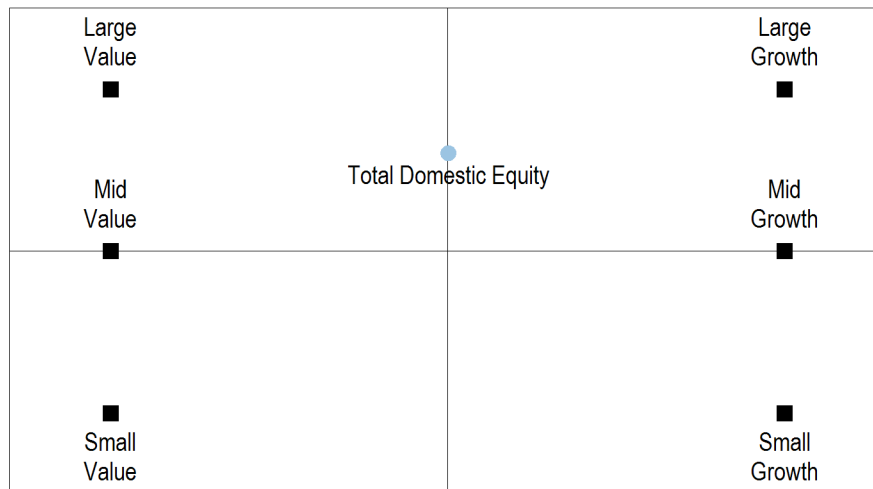 Large
Value
Large
Growth
Total Domestic Equity
Mid
Value
Mid
Growth
Small
Value
Small
Growth